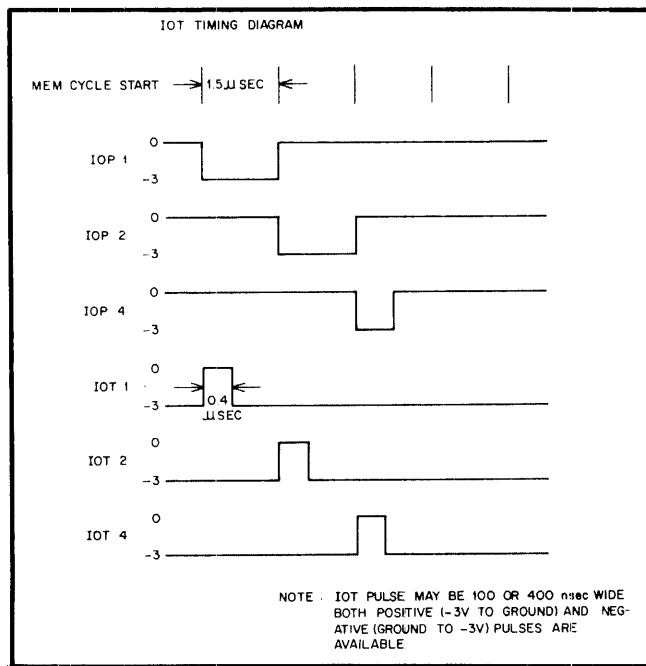 IOT TIMING DIAGRAM
MEM CYCLE START 1.5 µSEC
0
IOP 1
-3
0
IOP 2
-3
0
IOP 4
-3
0
IOT 1
-3
0.4
µSEC
0
IOT 2
-3
0
IOT 4
-3
NOTE : IOT PULSE MAY BE 100 OR 400 nsec WIDE
BOTH POSITIVE (-3V TO GROUND) AND NEG-
ATIVE (GROUND TO -3V) PULSES ARE
AVAILABLE